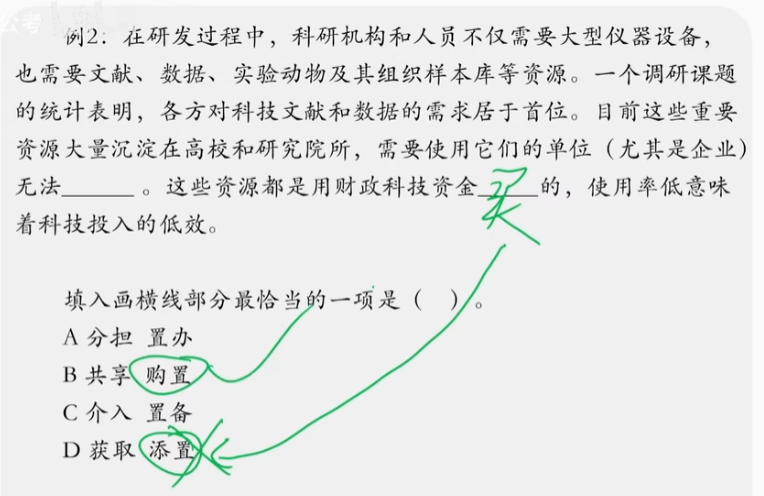 公考
例2：在研发过程中，科研机构和人员不仅需要大型仪器设备，
也需要文献、数据、实验动物及其组织样本库等资源。一个调研课题
的统计表明，各方对科技文献和数据的需求居于首位。目前这些重要
资源大量沉淀在高校和研究院所，需要使用它们的单位（尤其是企业）
无法______。这些资源都是用财政科技资金_____的，使用率低意味
买
着科技投入的低效。
填入画横线部分最恰当的一项是（ ）。
A 分担 置办
B 共享 购置
C 介入 置备
D 获取 添置